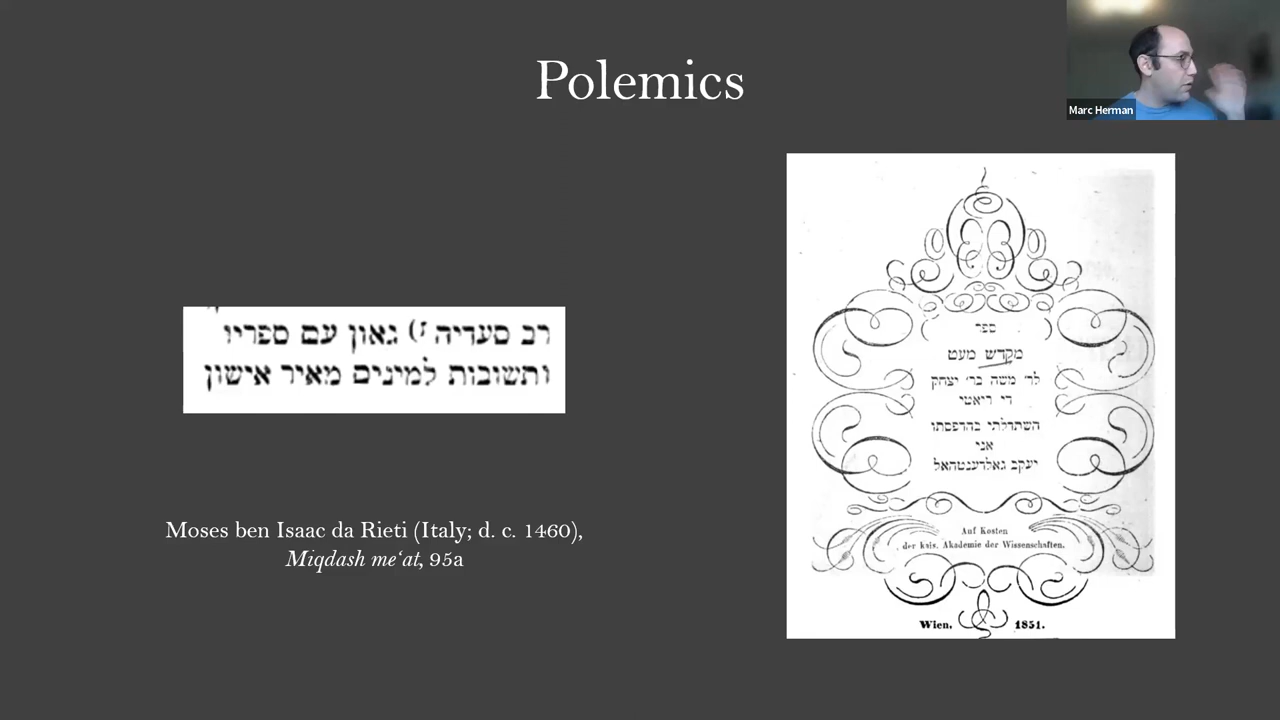 Polemics
Marc Herman
רב סעדיה ז) גאון עם ספריו
ותשובות למינים מאיר אישון
Moses ben Isaac da Rieti (Italy; d. c. 1460),
Miqdash me‘at, 95a
ספר
מקדש מעט
לר׳ משה בר׳ יצחק
די ריאטי
השתדלתי בהדפסתו
אני
יעקב גאלדענטהאל
Auf Kosten
der kais. Akademie der Wissenschaften.
Wien, 1851.